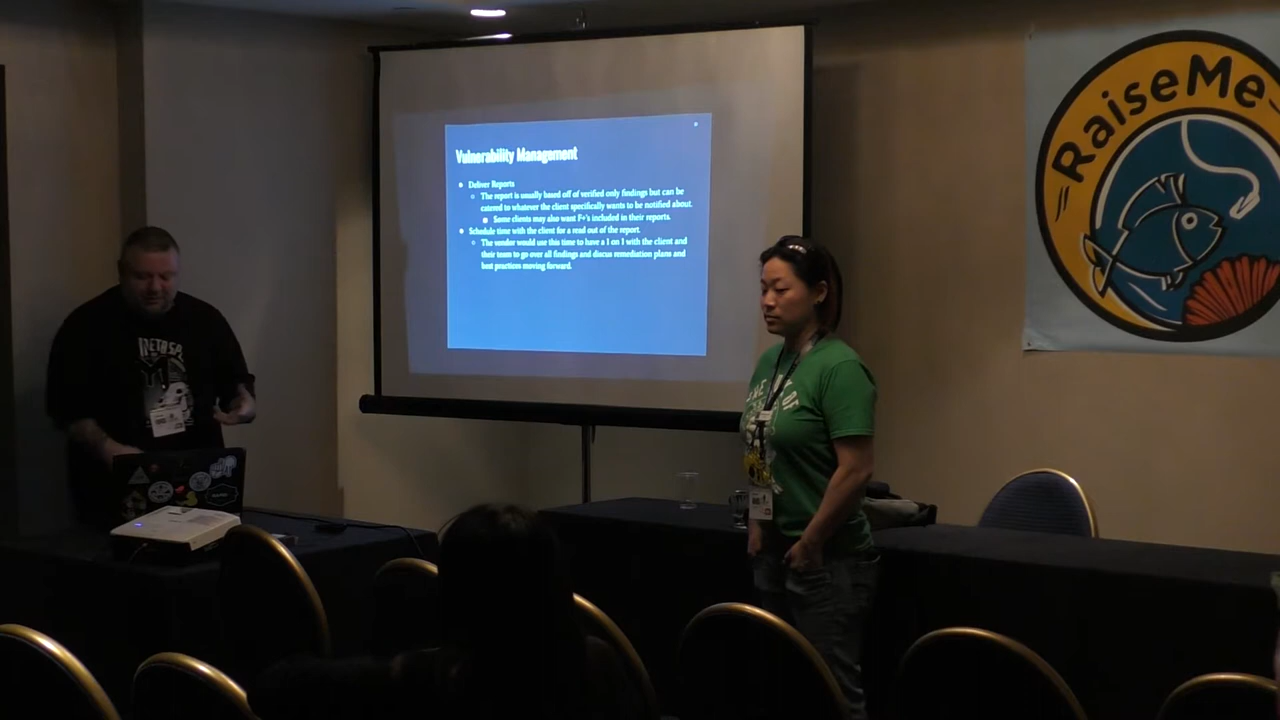 Vulnerability Management
Deliver Reports
The report is usually based off of verified only findings but can be
catered to whatever the client specifically wants to be notified about.
Some clients may also want F+'s included in their reports.
Schedule time with the client for a read out of the report.
The vendor would use this time to have a 1 on 1 with the client and
their team to go over all findings and discus remediation plans and
best practices moving forward.
RaiseMe